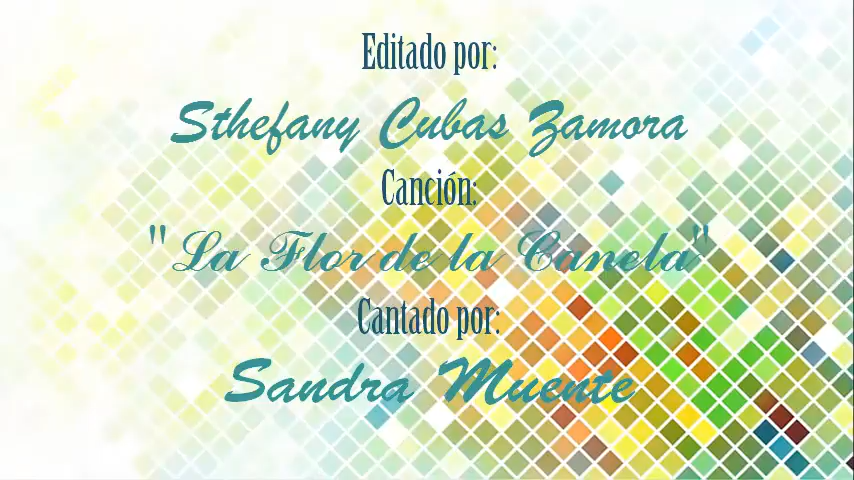 Editado por:
Sthefany Cubas Zamora
Canción:
"La Flor de la Canela"
Cantado por:
Sandra Muente